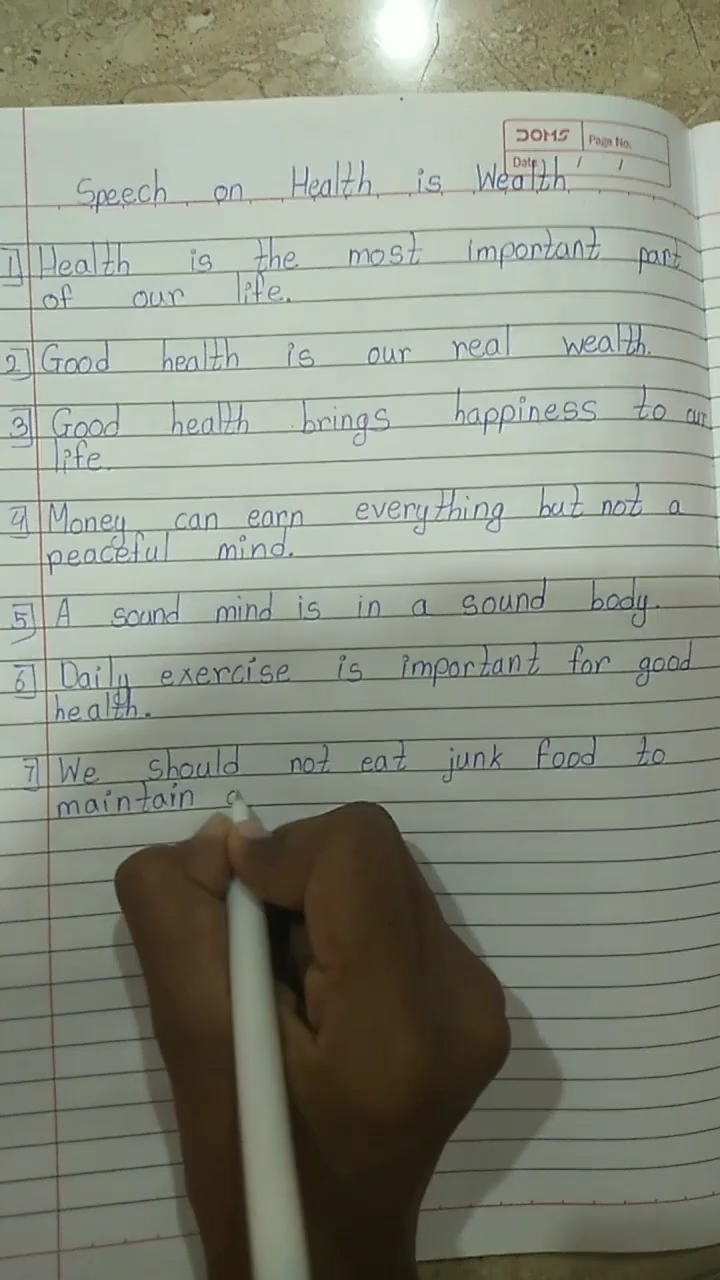 DOMS
Page No.
Date / /
Speech on Health is Wealth
1] Health is the most important part
of our life.
2] Good health is our real wealth.
3] Good health brings happiness to our
life.
4] Money can earn everything but not a
peaceful mind.
5] A sound mind is in a sound body.
6] Daily exercise is important for good
health.
7] We should not eat junk food to
maintain